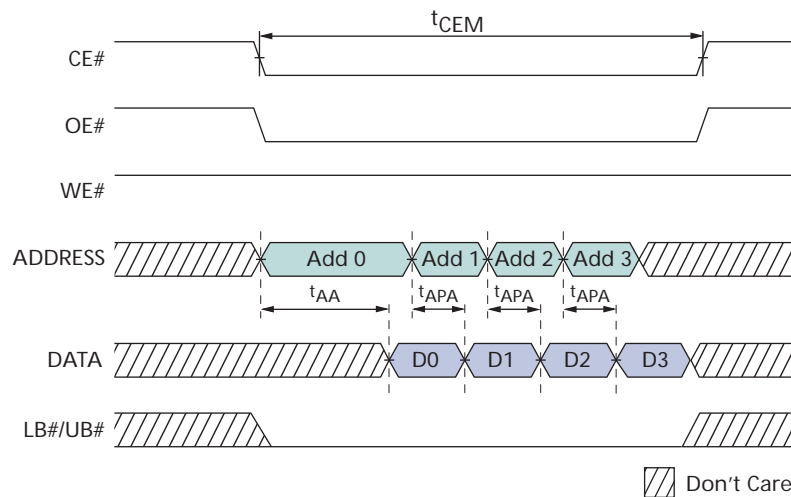 tCEM
CE#
OE#
WE#
ADDRESS Add 0 Add 1 Add 2 Add 3
tAA tAPA tAPA tAPA
DATA D0 D1 D2 D3
LB#/UB#
Don't Care